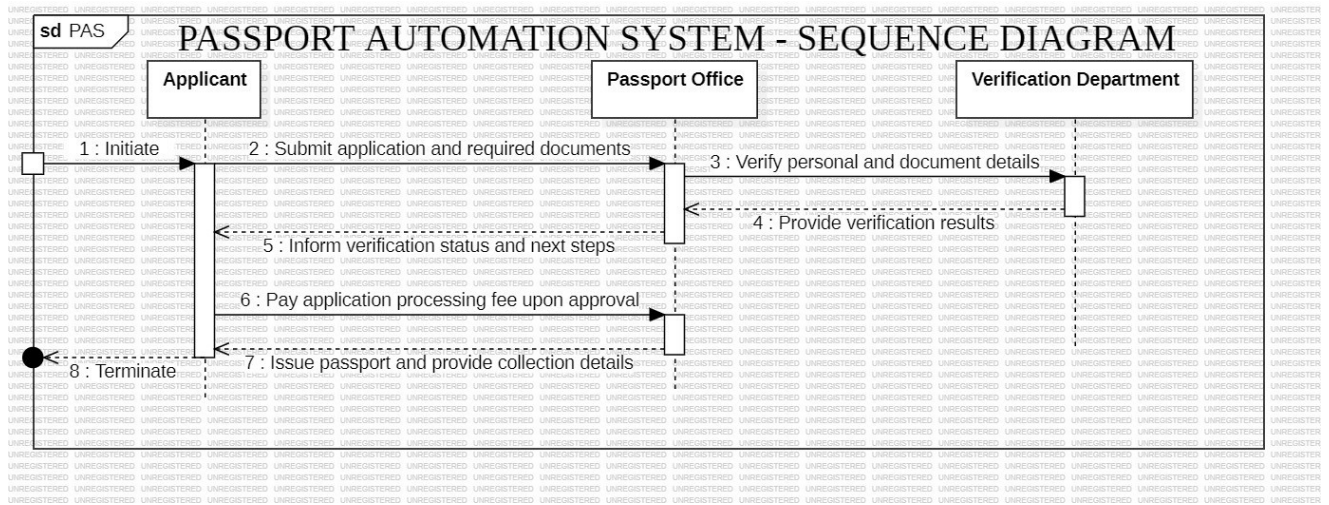 sd PAS
PASSPORT AUTOMATION SYSTEM - SEQUENCE DIAGRAM
Applicant
Passport Office
Verification Department
1 : Initiate
2 : Submit application and required documents
3 : Verify personal and document details
4 : Provide verification results
5 : Inform verification status and next steps
6 : Pay application processing fee upon approval
7 : Issue passport and provide collection details
8 : Terminate
UNREGISTERED